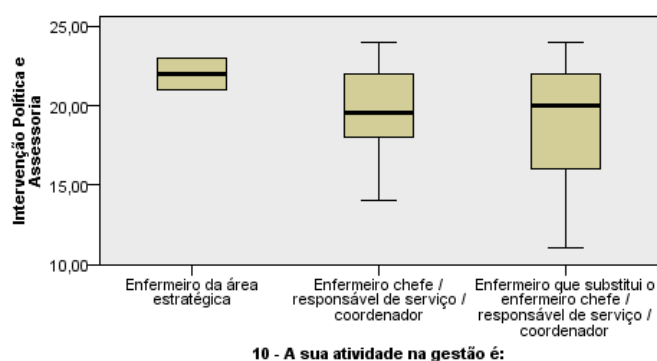 Intervenção Política e
Assessoria
25,00
20,00
15,00
10,00
Enfermeiro da área
estratégica
Enfermeiro chefe /
responsável de serviço /
coordenador
Enfermeiro que substitui o
enfermeiro chefe /
responsável de serviço /
coordenador
10 - A sua atividade na gestão é: